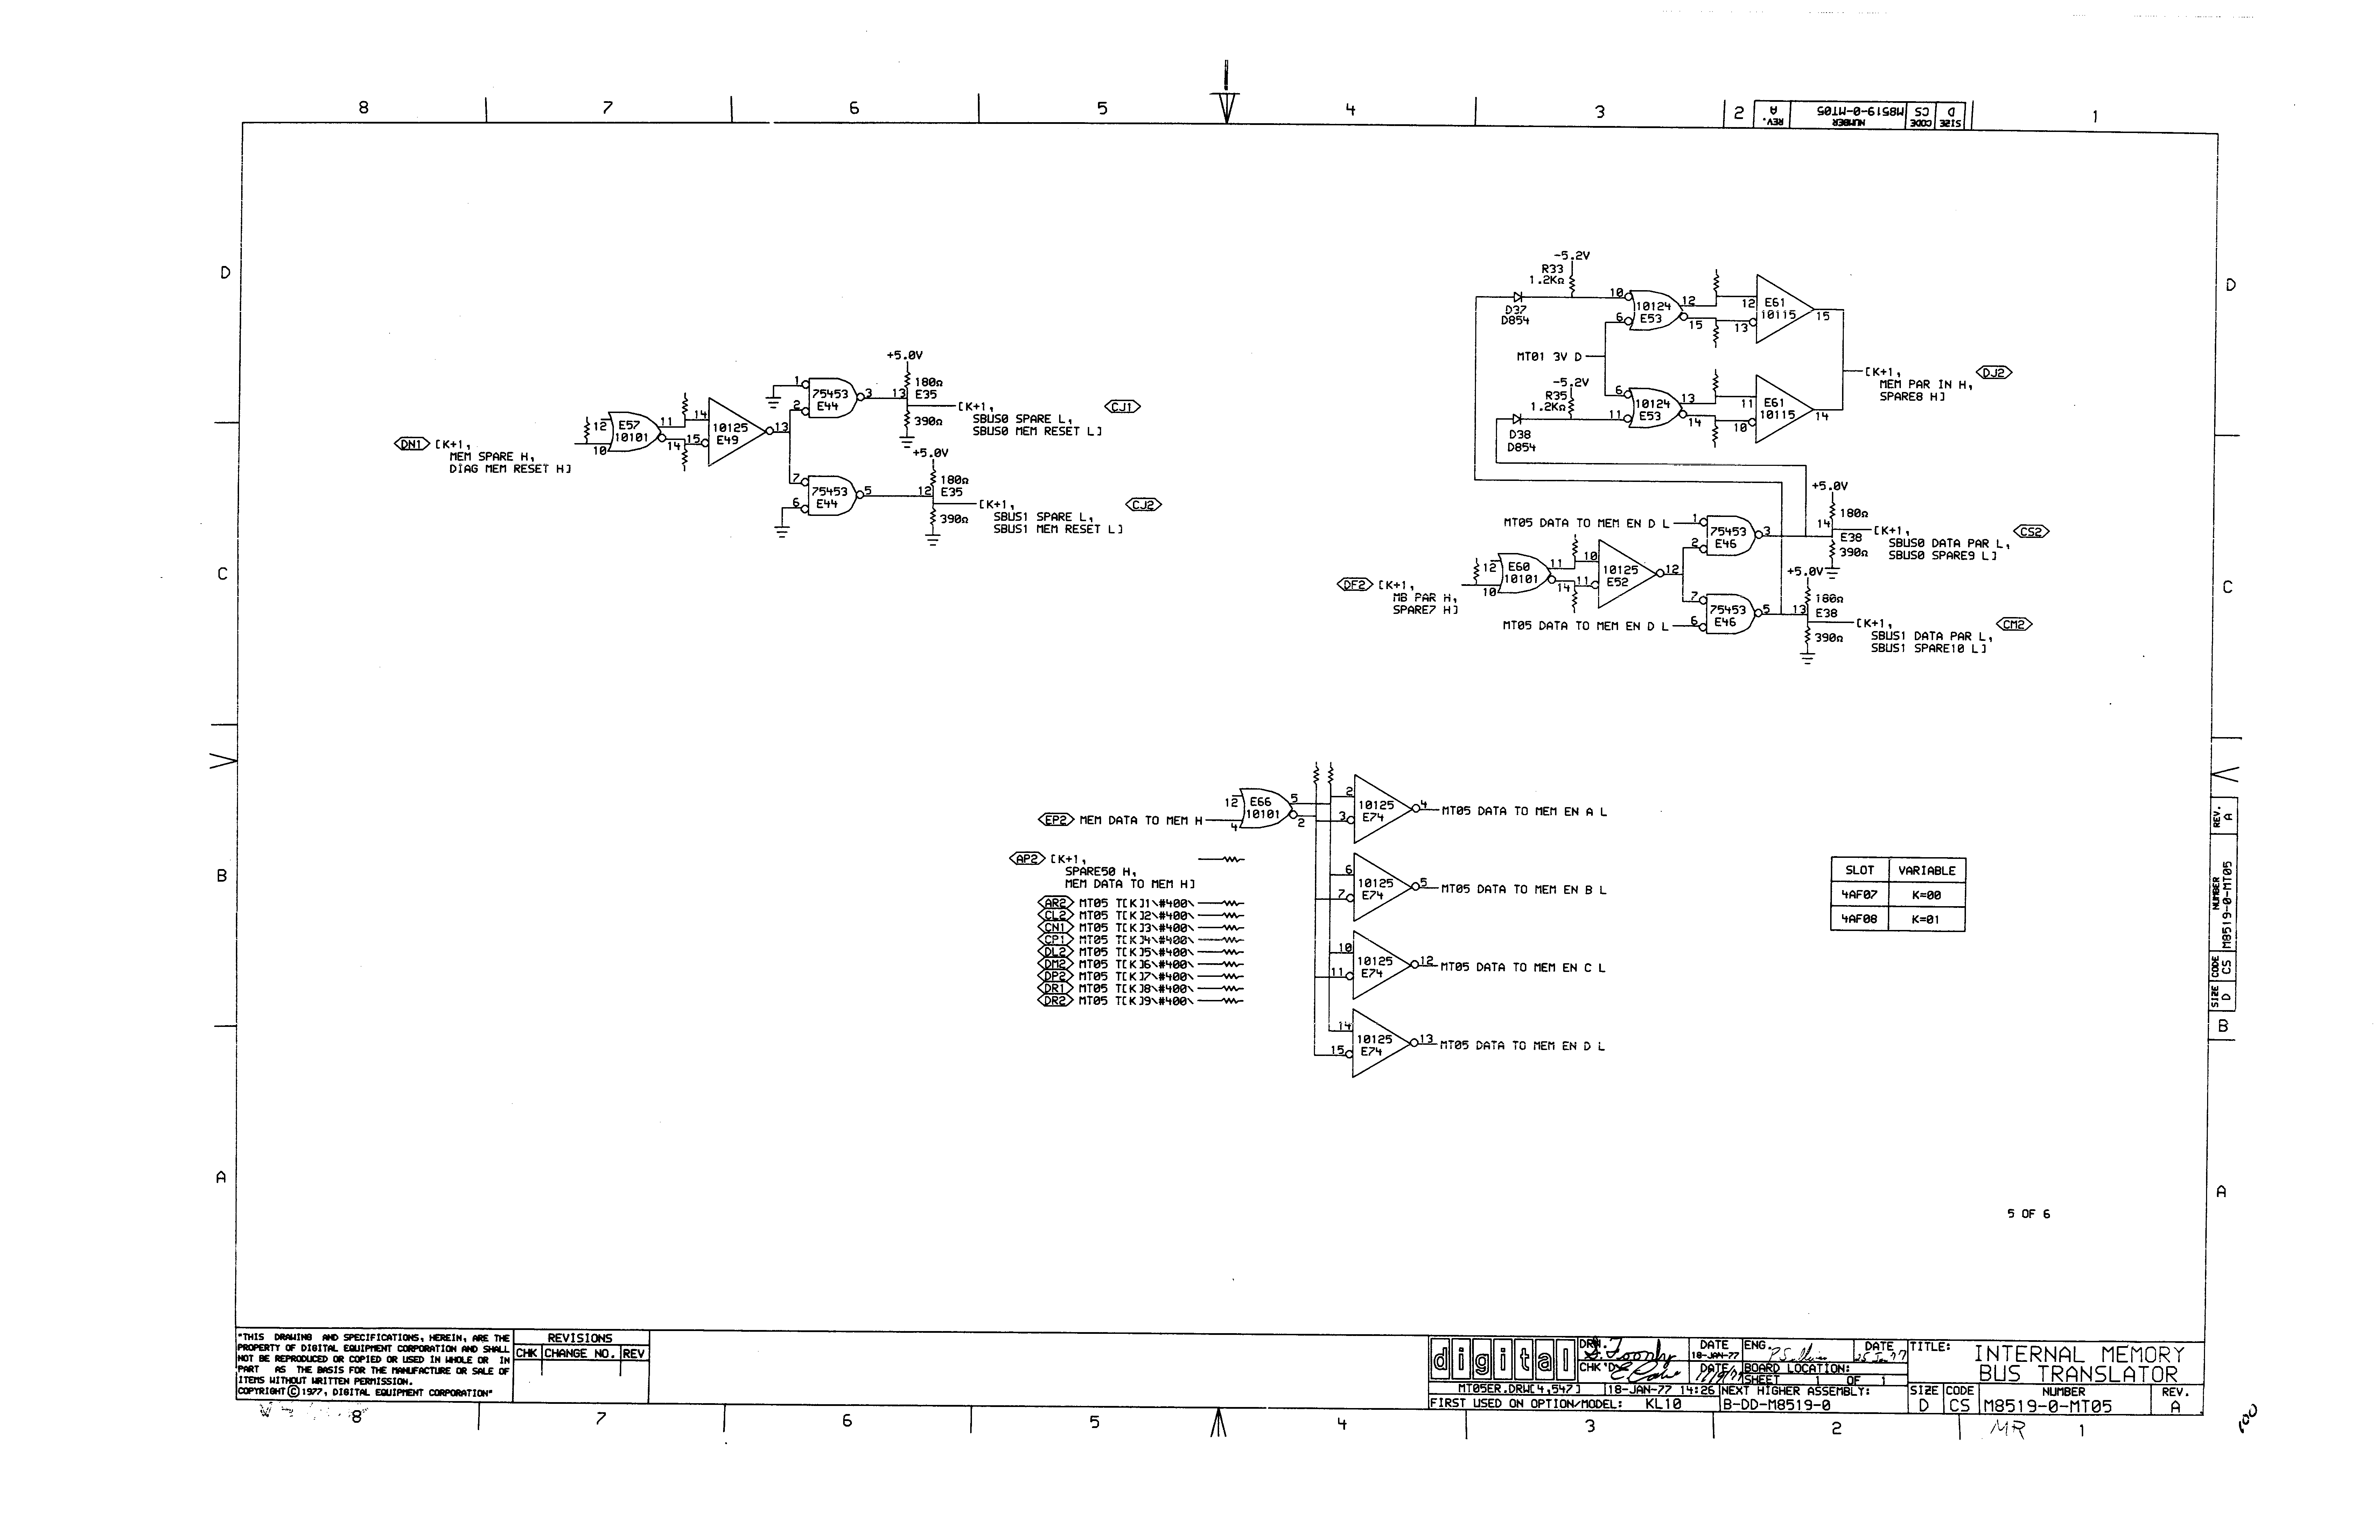 8 7 6 5 4 3 2 1
REV. A NUMBER M8519-0-MT05 CODE CS SIZE D
D
C
B
A
-5.2V
R33
1.2KΩ
D37
D854
10
6
10124
E53
12
15
12
13
E61
10115
15
MT01 3V D
-5.2V
R35
1.2KΩ
D38
D854
6
11
10124
E53
13
14
11
10
E61
10115
14
[K+1,
MEM PAR IN H,
SPARE8 H]
DJ2
DN1 [K+1,
MEM SPARE H,
DIAG MEM RESET H]
12
10
E57
10101
11
14
14
15
10125
E49
13
1
2
75453
E44
3
13
+5.0V
180Ω
E35
390Ω
[K+1,
SBUS0 SPARE L,
SBUS0 MEM RESET L]
CJ1
7
6
75453
E44
5
12
+5.0V
180Ω
E35
390Ω
[K+1,
SBUS1 SPARE L,
SBUS1 MEM RESET L]
CJ2
MT05 DATA TO MEM EN D L
1
2
75453
E46
3
14
+5.0V
180Ω
E38
390Ω
[K+1,
SBUS0 DATA PAR L,
SBUS0 SPARE9 L]
CS2
DF2 [K+1,
MB PAR H,
SPARE7 H]
12
10
E60
10101
11
14
10
11
10125
E52
12
7
6
75453
E46
5
13
+5.0V
180Ω
E38
390Ω
MT05 DATA TO MEM EN D L
[K+1,
SBUS1 DATA PAR L,
SBUS1 SPARE10 L]
CM2
EP2 MEM DATA TO MEM H
12
4
E66
10101
5
2
2
3
10125
E74
4
MT05 DATA TO MEM EN A L
6
7
10125
E74
5
MT05 DATA TO MEM EN B L
10
11
10125
E74
12
MT05 DATA TO MEM EN C L
14
15
10125
E74
13
MT05 DATA TO MEM EN D L
AP2 [K+1,
SPARE50 H,
MEM DATA TO MEM H]
AR2 MT05 T[K]1\#400\
CL2 MT05 T[K]2\#400\
CN1 MT05 T[K]3\#400\
CP1 MT05 T[K]4\#400\
DL2 MT05 T[K]5\#400\
DM2 MT05 T[K]6\#400\
DP2 MT05 T[K]7\#400\
DR1 MT05 T[K]8\#400\
DR2 MT05 T[K]9\#400\
SLOT VARIABLE
4AF07 K=00
4AF08 K=01
D
C
B
A
SIZE D CODE CS NUMBER M8519-0-MT05 REV. A
5 OF 6
"THIS DRAWING AND SPECIFICATIONS, HEREIN, ARE THE
PROPERTY OF DIGITAL EQUIPMENT CORPORATION AND SHALL
NOT BE REPRODUCED OR COPIED OR USED IN WHOLE OR IN
PART AS THE BASIS FOR THE MANUFACTURE OR SALE OF
ITEMS WITHOUT WRITTEN PERMISSION.
COPYRIGHT © 1977, DIGITAL EQUIPMENT CORPORATION"
REVISIONS
CHK CHANGE NO. REV
digital
DRN.
DATE
18-JAN-77
ENG.
DATE
CHK'D
DATE
BOARD LOCATION:
SHEET 1 OF 1
MT05ER.DRW[4,547] 18-JAN-77 14:26 NEXT HIGHER ASSEMBLY:
FIRST USED ON OPTION/MODEL: KL10 B-DD-M8519-0
TITLE: INTERNAL MEMORY
BUS TRANSLATOR
SIZE CODE NUMBER REV.
D CS M8519-0-MT05 A
8 7 6 5 4 3 2 1
MR